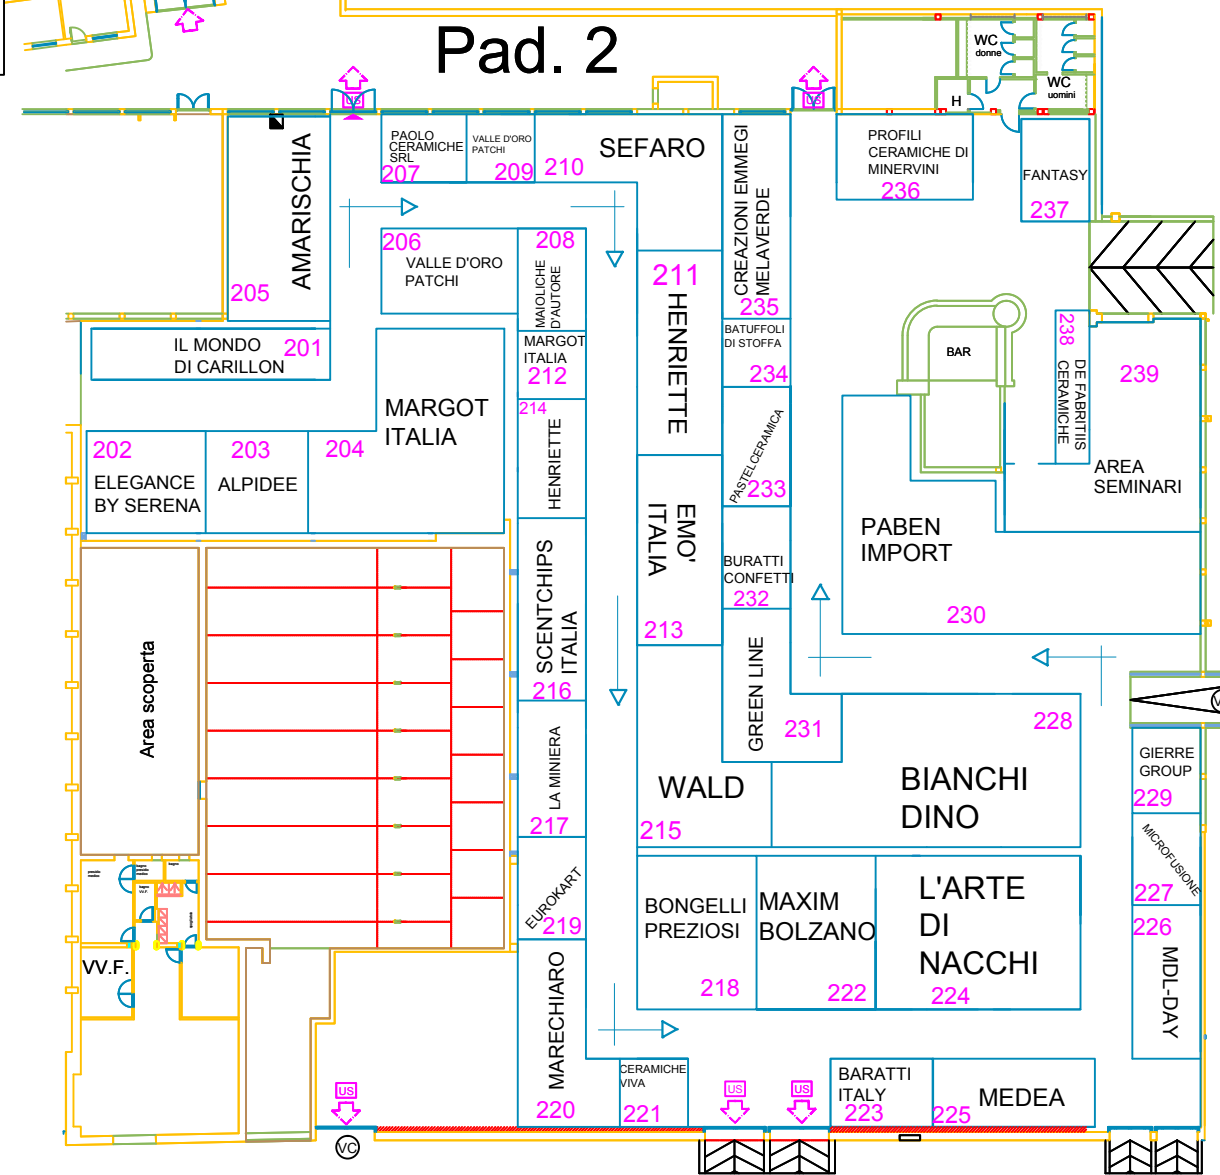 Pad. 2
WC
donne
WC
uomini
H
US
US
AMARISCHIA
205
PAOLO
CERAMICHE
SRL
207
VALLE D'ORO
PATCHI
209
210
SEFARO
CREAZIONI EMMEGI
MELAVERDE
235
PROFILI
CERAMICHE DI
MINERVINI
236
FANTASY
237
206
VALLE D'ORO
PATCHI
208
MAIOLICHE
D'AUTORE
211
HENRIETTE
IL MONDO
DI CARILLON
201
MARGOT
ITALIA
212
BATUFFOLI
DI STOFFA
234
BAR
238
DE FABRITIIS
CERAMICHE
239
AREA
SEMINARI
MARGOT
ITALIA
204
202
ELEGANCE
BY SERENA
203
ALPIDEE
214
HENRIETTE
PASTELCERAMICA
233
EMO'
ITALIA
213
BURATTI
CONFETTI
232
PABEN
IMPORT
230
SCENTCHIPS
ITALIA
216
Area scoperta
GREEN LINE
231
228
BIANCHI
DINO
WALD
215
LA MINIERA
217
GIERRE
GROUP
229
MICROFUSIONE
227
226
MDL-DAY
EUROKART
219
BONGELLI
PREZIOSI
218
MAXIM
BOLZANO
222
L'ARTE
DI
NACCHI
224
VV.F.
MARECHIARO
220
CERAMICHE
VIVA
221
BARATTI
ITALY
223
225
MEDEA
US
US
US
VC